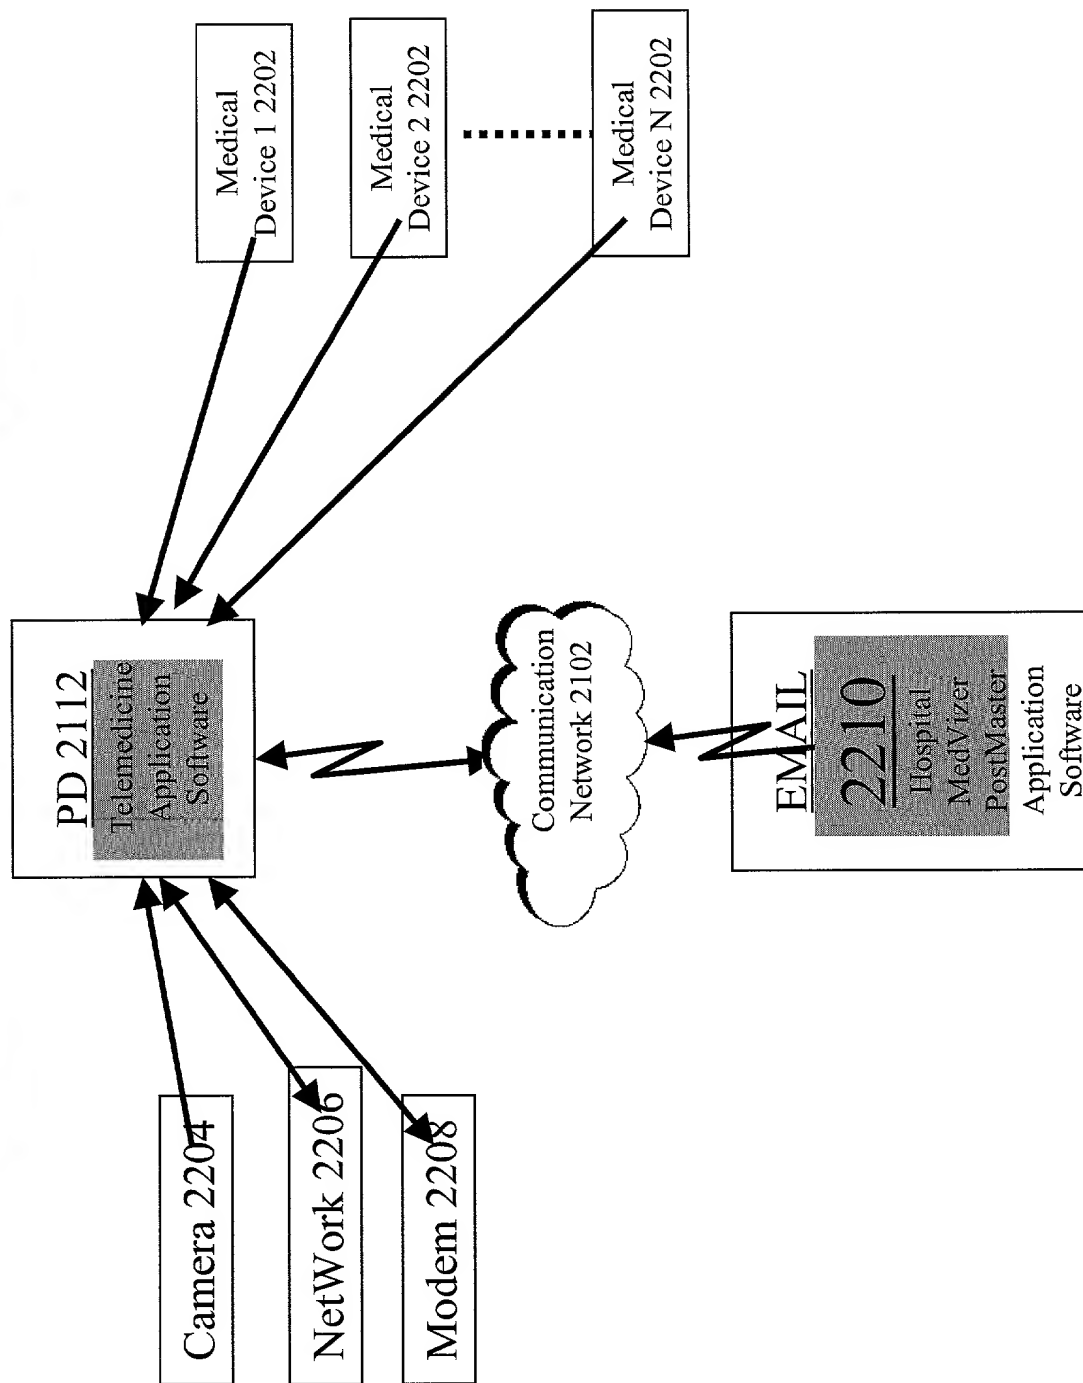 Camera 2204
NetWork 2206
Modem 2208
PD 2112
Telemedicine
Application
Software
Communication
Network 2102
EMAIL
2210
Hospital
MedVizer
PostMaster
Application
Software
Medical
Device 1 2202
Medical
Device 2 2202
Medical
Device N 2202